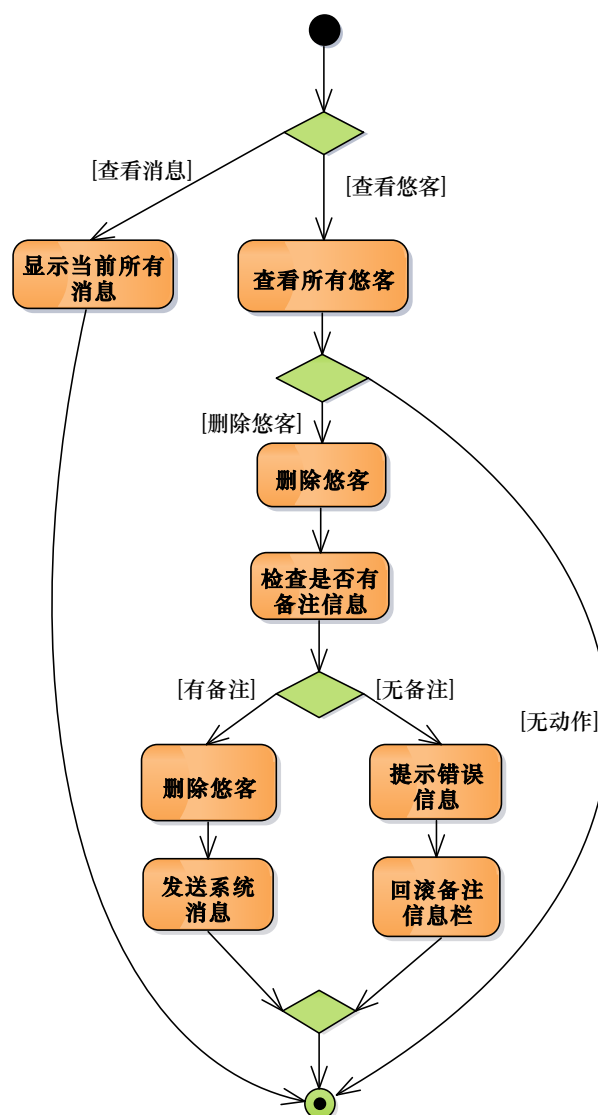 [查看消息]
[查看悠客]
显示当前所有
消息
查看所有悠客
[删除悠客]
删除悠客
检查是否有
备注信息
[有备注]
[无备注]
[无动作]
删除悠客
提示错误
信息
发送系统
消息
回滚备注
信息栏